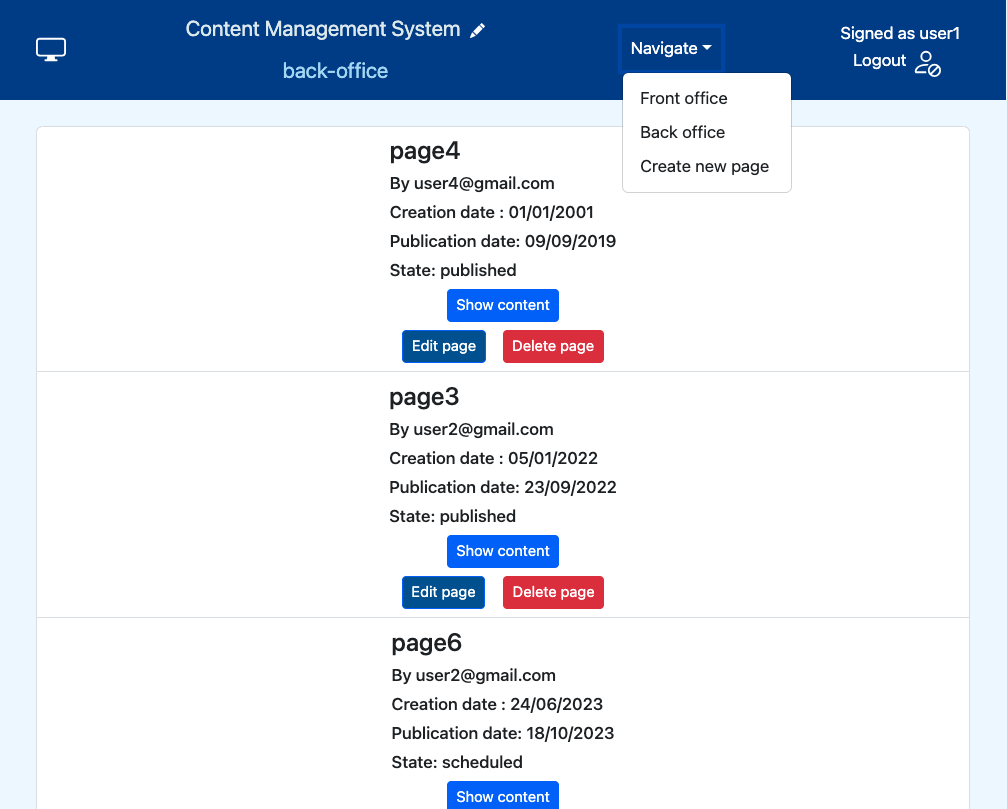 Content Management System
back-office
Navigate
Signed as user1
Logout
Front office
Back office
Create new page
page4
By user4@gmail.com
Creation date : 01/01/2001
Publication date: 09/09/2019
State: published
Show content
Edit page Delete page
page3
By user2@gmail.com
Creation date : 05/01/2022
Publication date: 23/09/2022
State: published
Show content
Edit page Delete page
page6
By user2@gmail.com
Creation date : 24/06/2023
Publication date: 18/10/2023
State: scheduled
Show content